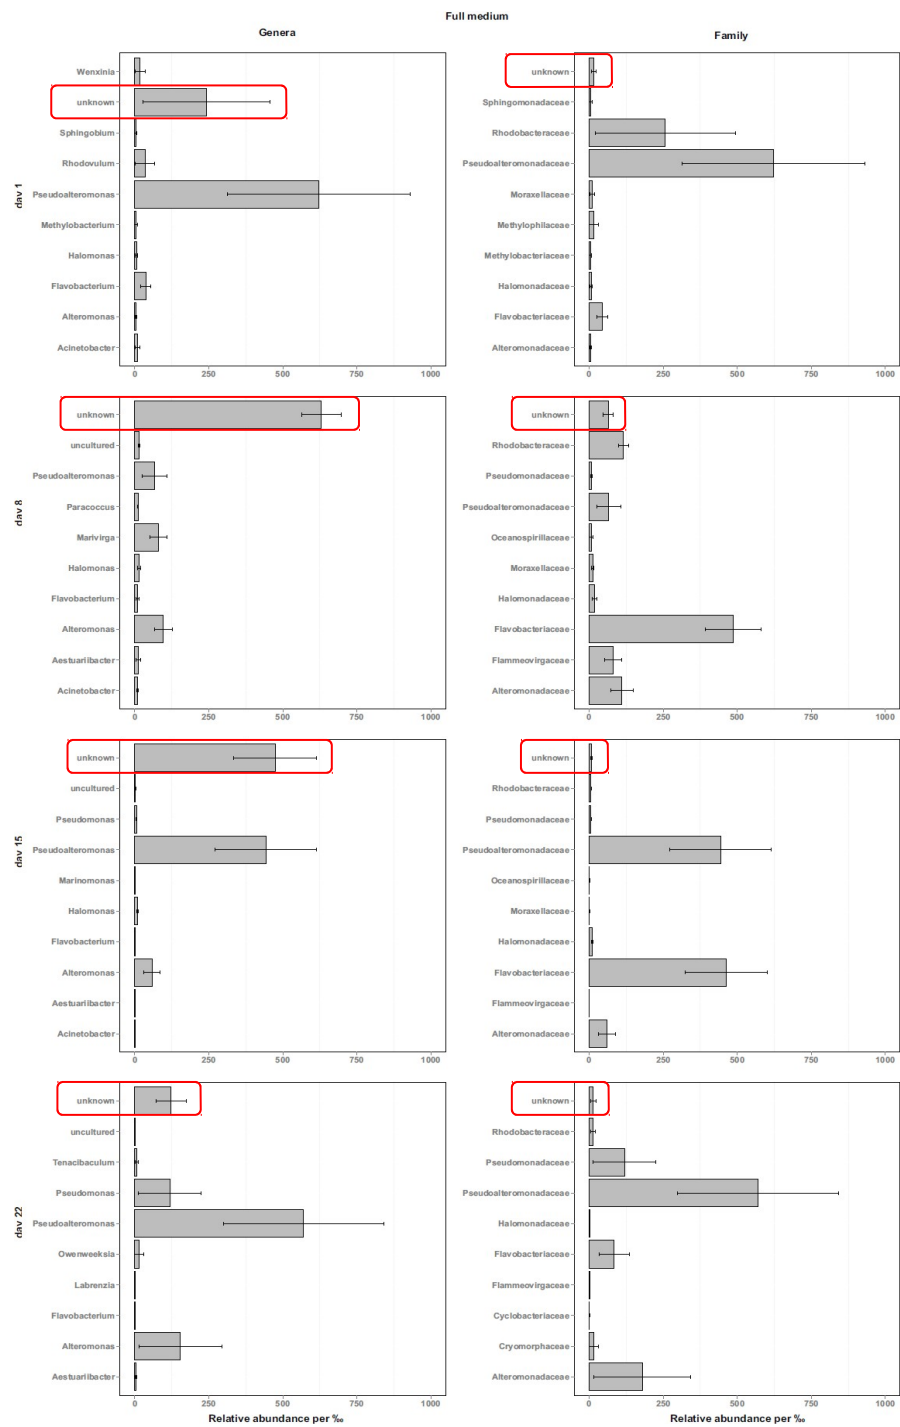 Full medium
Genera
Family
day 1
Wenxinia
unknown
Sphingobium
Rhodovulum
Pseudoalteromonas
Methylobacterium
Halomonas
Flavobacterium
Alteromonas
Acinetobacter
0 250 500 750 1000
unknown
Sphingomonadaceae
Rhodobacteraceae
Pseudoalteromonadaceae
Moraxellaceae
Methylophilaceae
Methylobacteriaceae
Halomonadaceae
Flavobacteriaceae
Alteromonadaceae
0 250 500 750 1000
day 8
unknown
uncultured
Pseudoalteromonas
Paracoccus
Marivirga
Halomonas
Flavobacterium
Alteromonas
Aestuariibacter
Acinetobacter
0 250 500 750 1000
unknown
Rhodobacteraceae
Pseudomonadaceae
Pseudoalteromonadaceae
Oceanospirillaceae
Moraxellaceae
Halomonadaceae
Flavobacteriaceae
Flammeovirgaceae
Alteromonadaceae
0 250 500 750 1000
day 15
unknown
uncultured
Pseudomonas
Pseudoalteromonas
Marinomonas
Halomonas
Flavobacterium
Alteromonas
Aestuariibacter
Acinetobacter
0 250 500 750 1000
unknown
Rhodobacteraceae
Pseudomonadaceae
Pseudoalteromonadaceae
Oceanospirillaceae
Moraxellaceae
Halomonadaceae
Flavobacteriaceae
Flammeovirgaceae
Alteromonadaceae
0 250 500 750 1000
day 22
unknown
uncultured
Tenacibaculum
Pseudomonas
Pseudoalteromonas
Owenweeksia
Labrenzia
Flavobacterium
Alteromonas
Aestuariibacter
0 250 500 750 1000
Relative abundance per ‰
unknown
Rhodobacteraceae
Pseudomonadaceae
Pseudoalteromonadaceae
Halomonadaceae
Flavobacteriaceae
Flammeovirgaceae
Cyclobacteriaceae
Cryomorphaceae
Alteromonadaceae
0 250 500 750 1000
Relative abundance per ‰